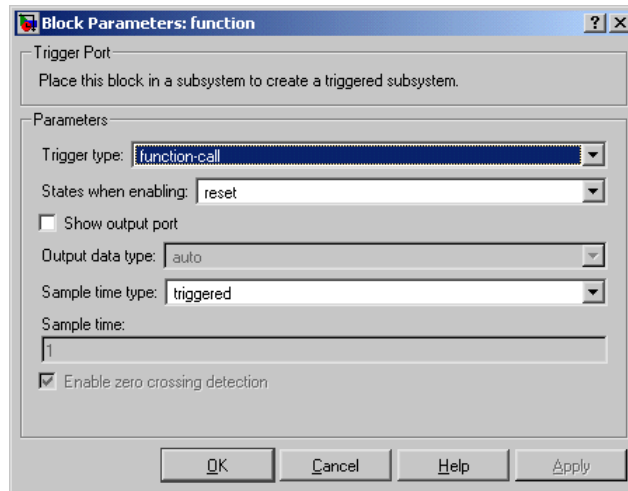 Block Parameters: function
Trigger Port
Place this block in a subsystem to create a triggered subsystem.
Parameters
Trigger type: function-call
States when enabling: reset
Show output port
Output data type: auto
Sample time type: triggered
Sample time:
1
Enable zero crossing detection
OK Cancel Help Apply